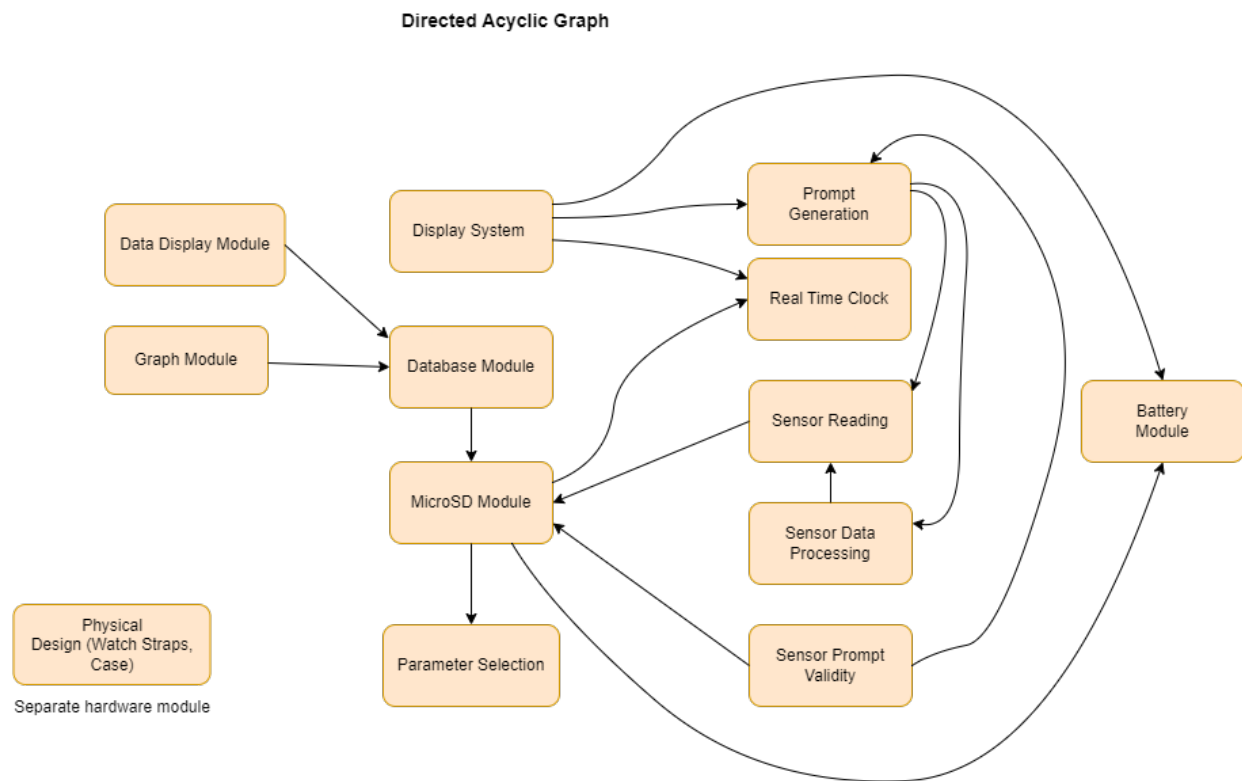 Directed Acyclic Graph
Prompt
Generation
Display System
Data Display Module
Real Time Clock
Graph Module
Database Module
Sensor Reading
Battery
Module
MicroSD Module
Sensor Data
Processing
Physical
Design (Watch Straps,
Case)
Parameter Selection
Sensor Prompt
Validity
Separate hardware module